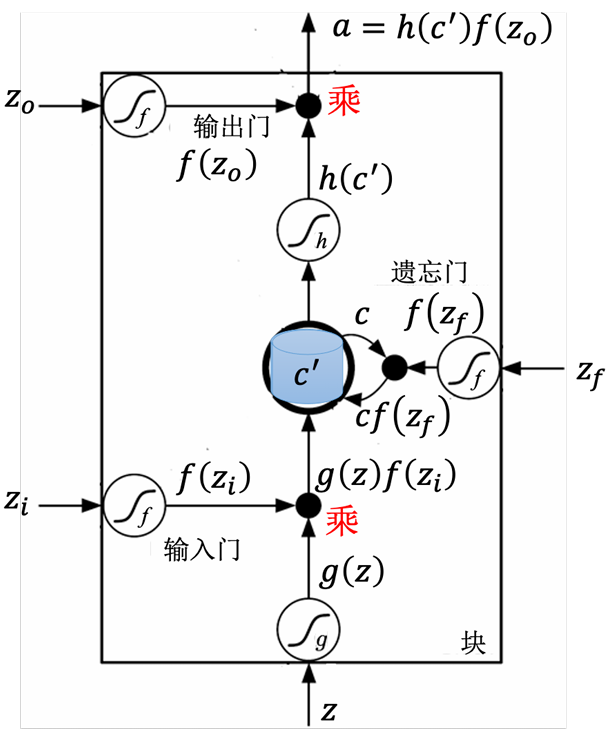 a = h(c′)f(z_o)
z_o
f
乘
输出门
f(z_o)
h(c′)
h
遗忘门
c
f(z_f)
c′
f
z_f
cf(z_f)
f(z_i)
g(z)f(z_i)
z_i
f
乘
输入门
g(z)
g
块
z